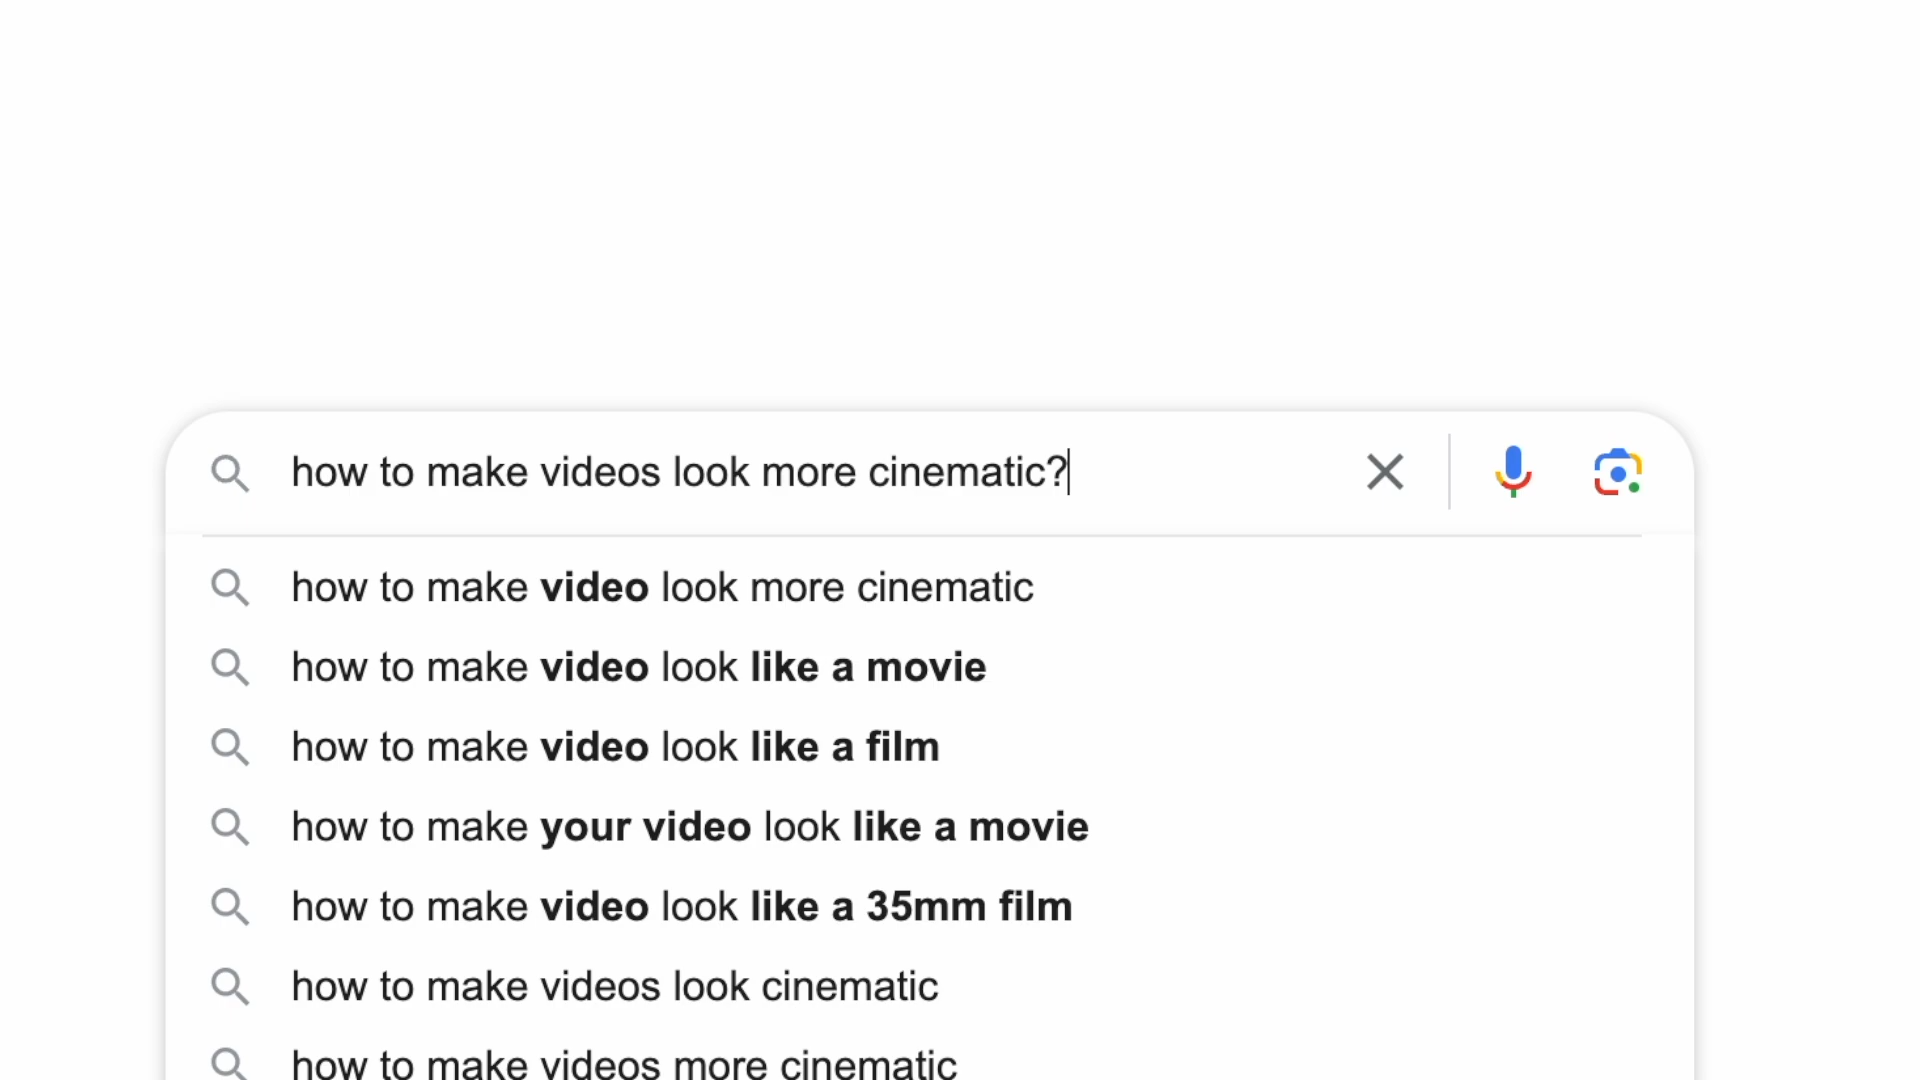 how to make videos look more cinematic?
how to make video look more cinematic
how to make video look like a movie
how to make video look like a film
how to make your video look like a movie
how to make video look like a 35mm film
how to make videos look cinematic
how to make videos more cinematic